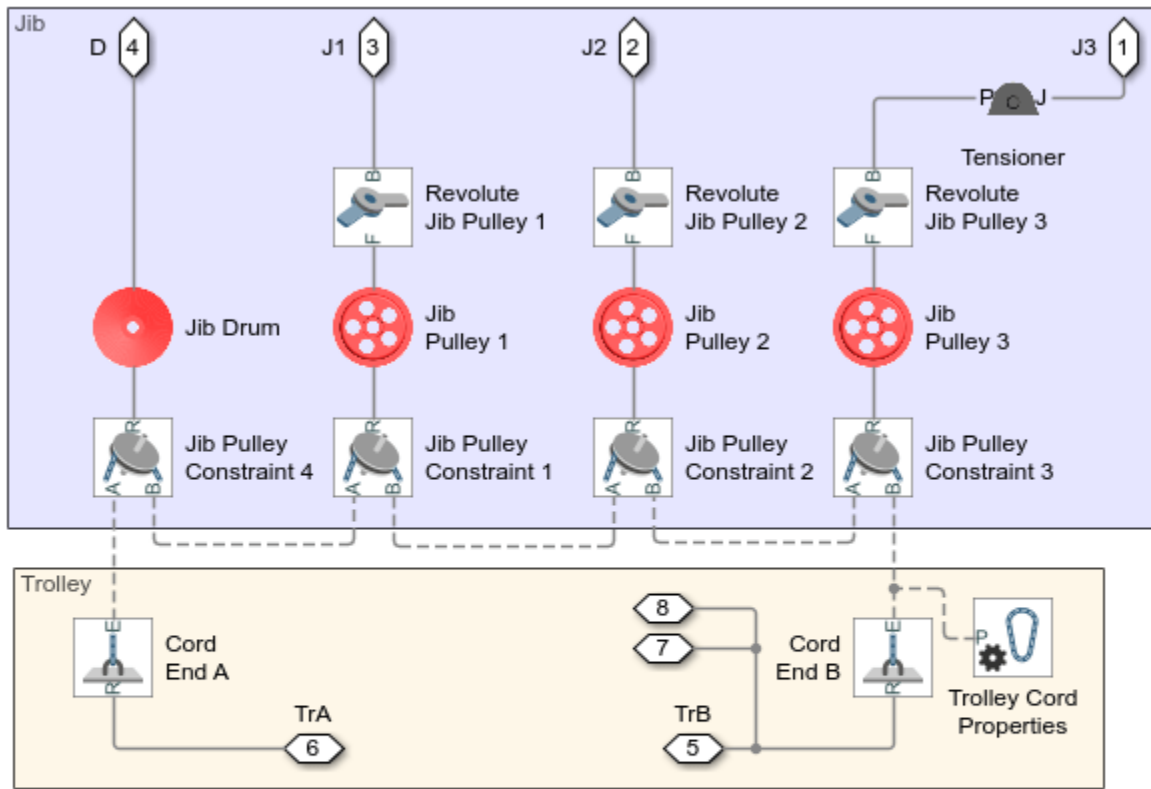 Jib
D
4
J1
3
J2
2
J3
1
P
J
Tensioner
B
Revolute
Jib Pulley 1
F
B
Revolute
Jib Pulley 2
F
B
Revolute
Jib Pulley 3
F
Jib Drum
Jib
Pulley 1
Jib
Pulley 2
Jib
Pulley 3
R
Jib Pulley
Constraint 4
A
B
R
Jib Pulley
Constraint 1
A
B
R
Jib Pulley
Constraint 2
A
B
R
Jib Pulley
Constraint 3
A
B
Trolley
E
Cord
End A
R
TrA
6
8
7
TrB
5
Cord
End B
E
R
P
Trolley Cord
Properties